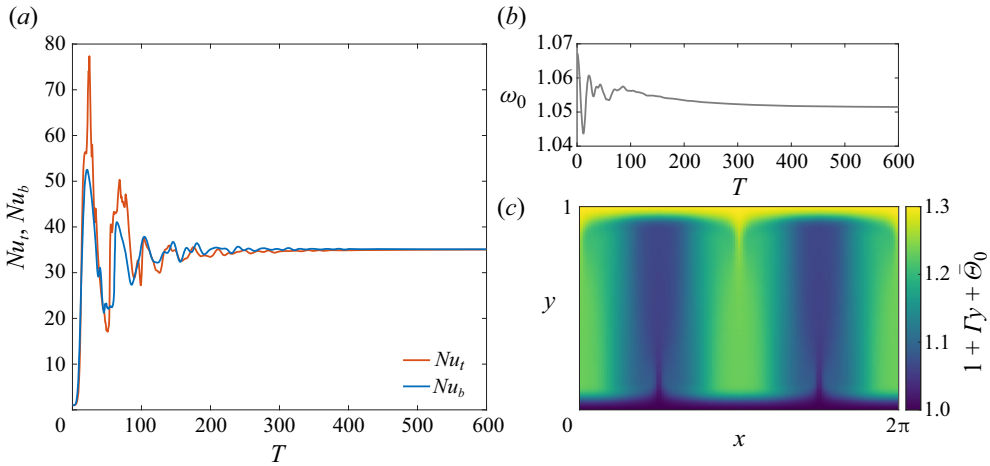 (a)
80
70
60
50
40
30
20
10
0
100
200
300
400
500
600
T
Nu_t, Nu_b
Nu_t
Nu_b
(b)
1.07
1.06
1.05
1.04
ω_0
0
100
200
300
400
500
600
T
(c)
1
y
0
x
2π
1.3
1.2
1.1
1.0
1 + Γy + Θ̄_0